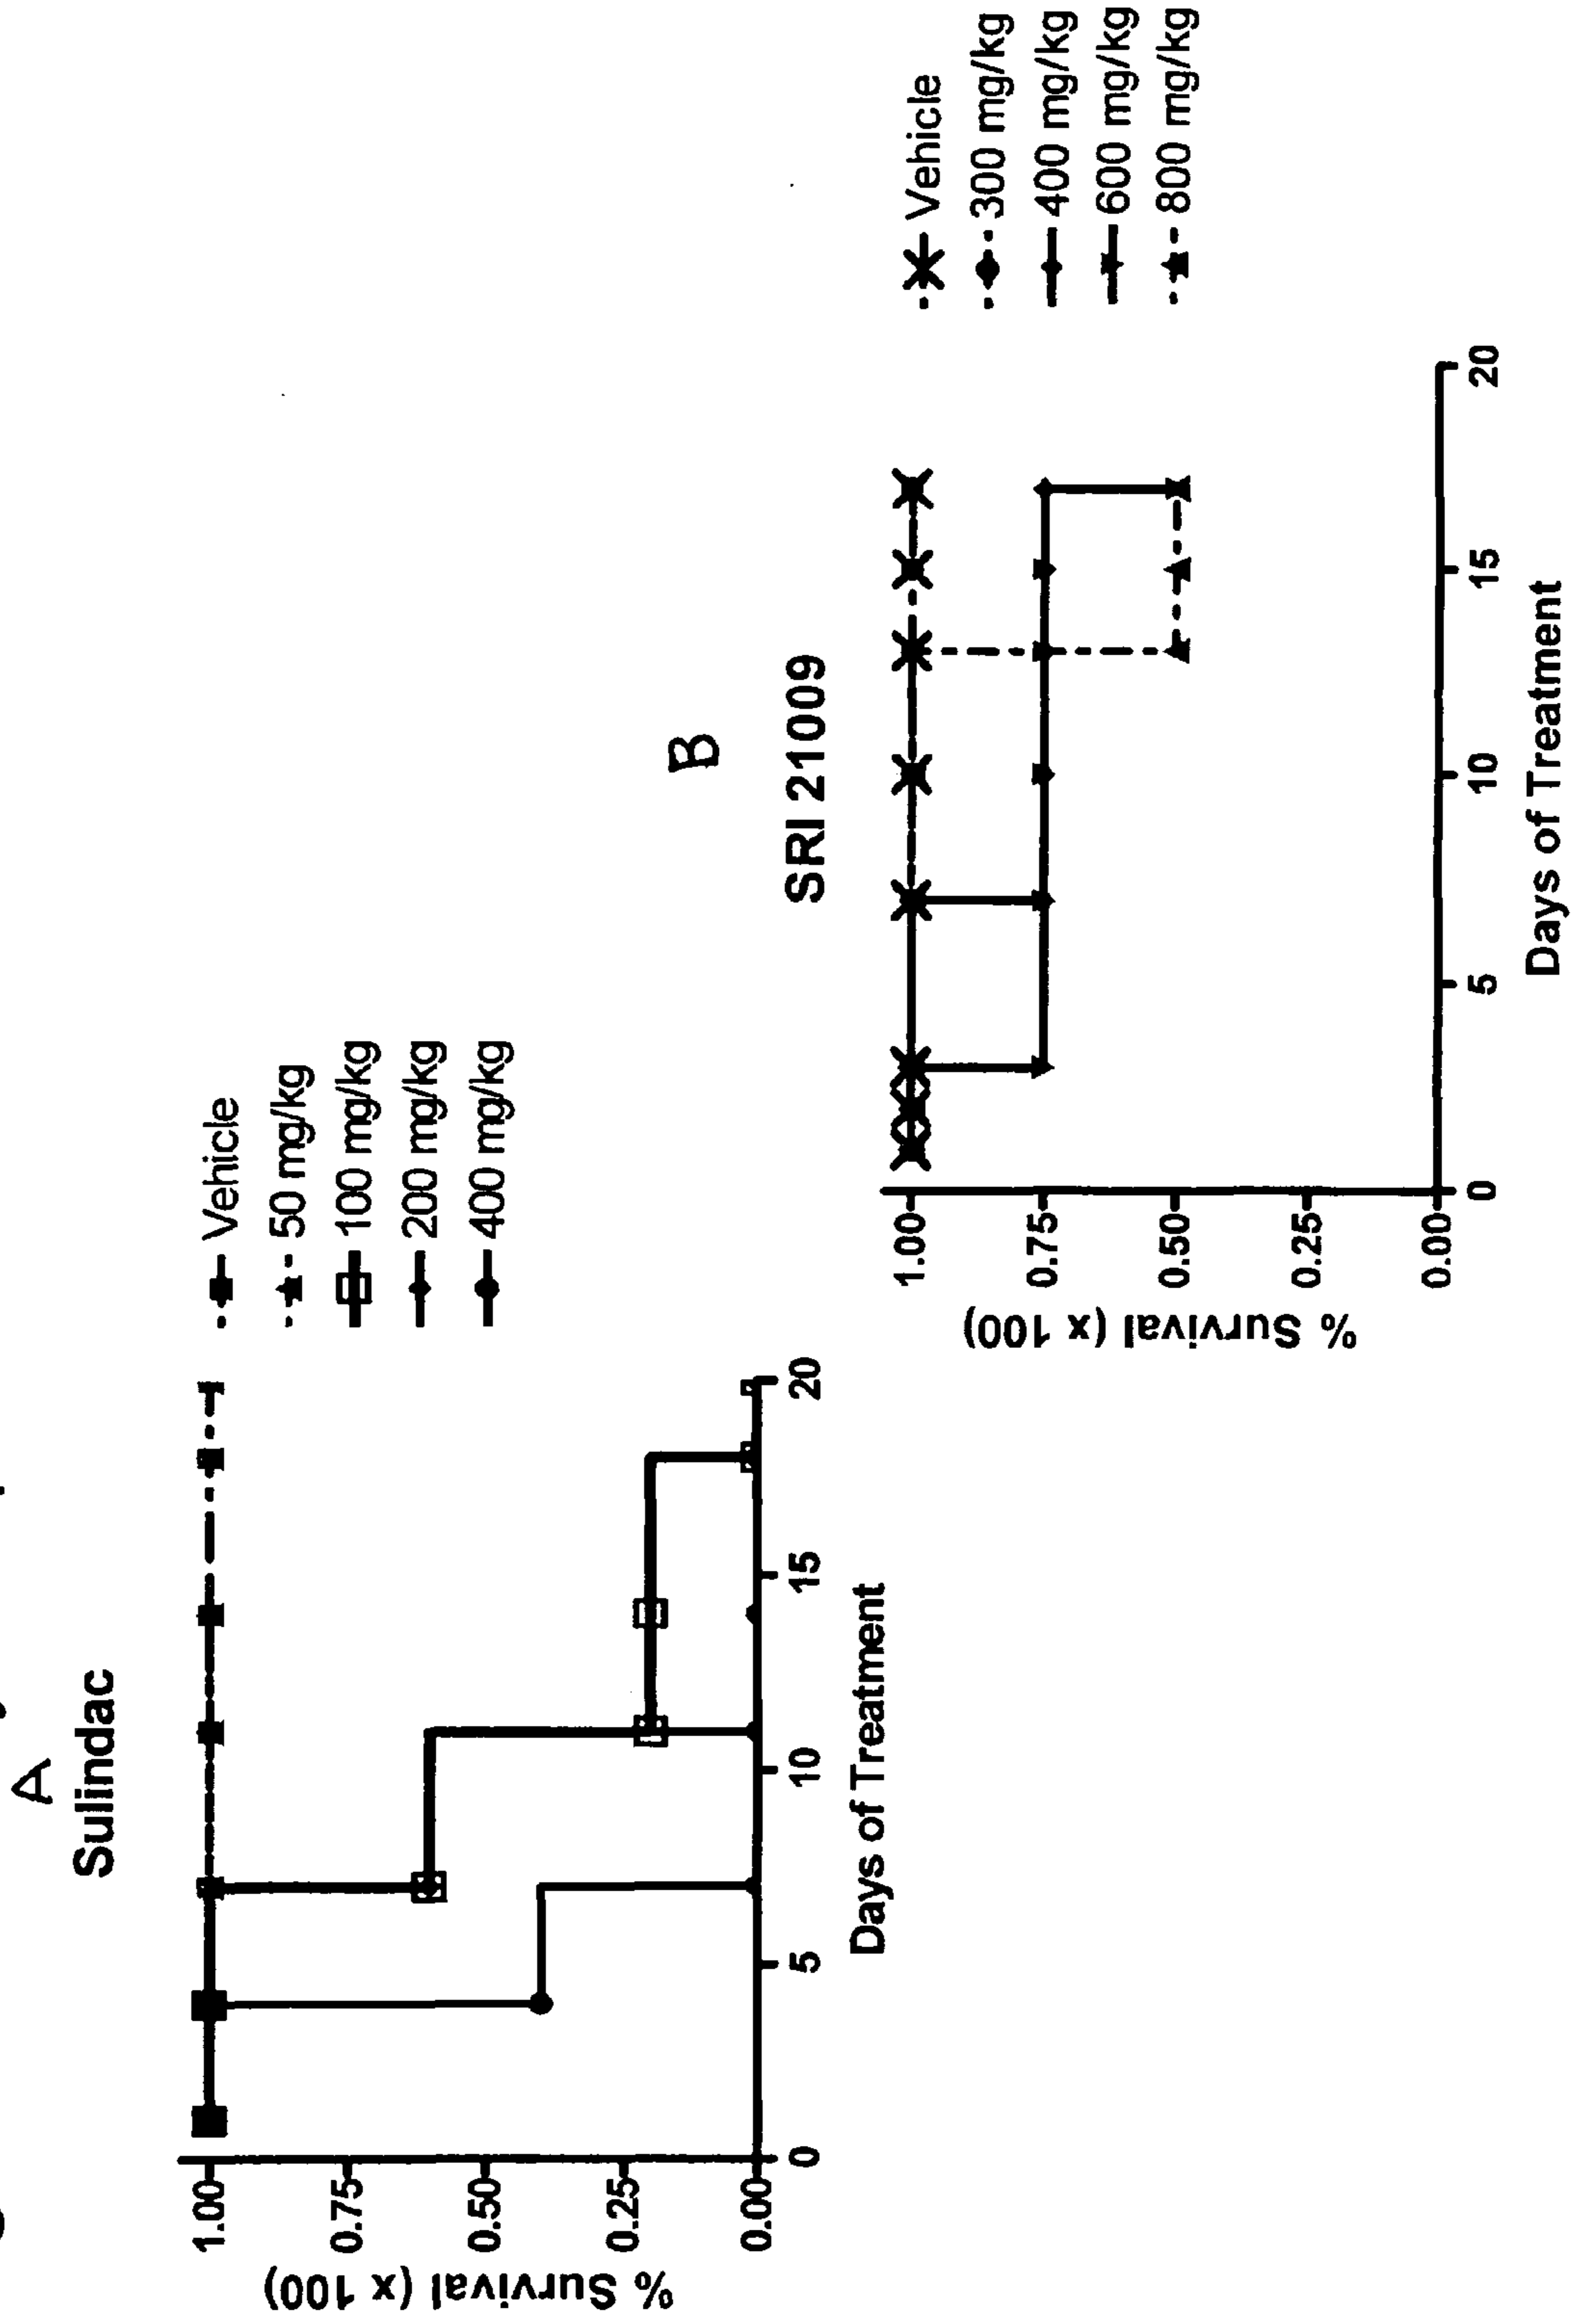 A
Sulindac
% Survival (x 100)
1.00
0.75
0.50
0.25
0.00
0
5
10
15
20
Days of Treatment
Vehicle
50 mg/kg
100 mg/kg
200 mg/kg
400 mg/kg
B
SRI 21009
% Survival (x 100)
1.00
0.75
0.50
0.25
0.00
0
5
10
15
20
Days of Treatment
Vehicle
300 mg/kg
400 mg/kg
600 mg/kg
800 mg/kg